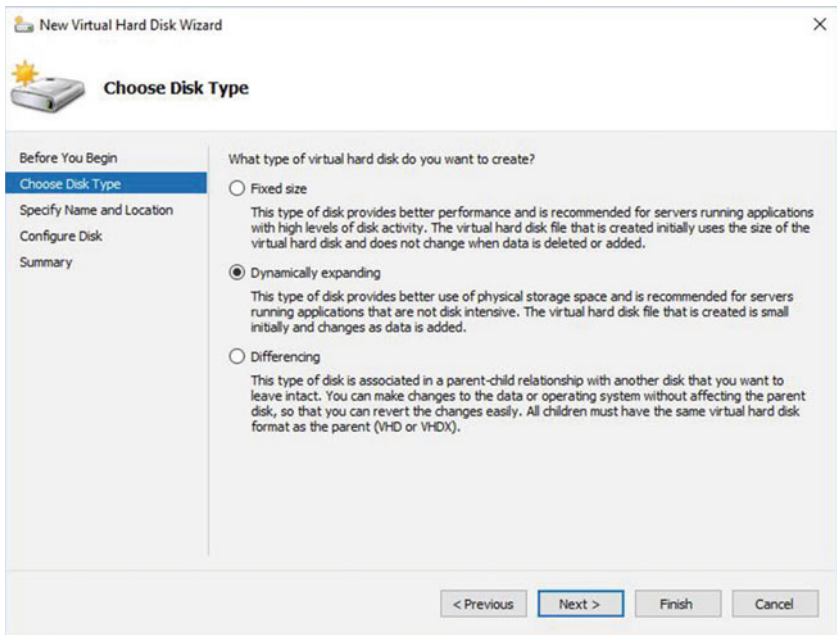 New Virtual Hard Disk Wizard
Choose Disk Type
Before You Begin
Choose Disk Type
Specify Name and Location
Configure Disk
Summary
What type of virtual hard disk do you want to create?
Fixed size
This type of disk provides better performance and is recommended for servers running applications
with high levels of disk activity. The virtual hard disk file that is created initially uses the size of the
virtual hard disk and does not change when data is deleted or added.
Dynamically expanding
This type of disk provides better use of physical storage space and is recommended for servers
running applications that are not disk intensive. The virtual hard disk file that is created is small
initially and changes as data is added.
Differencing
This type of disk is associated in a parent-child relationship with another disk that you want to
leave intact. You can make changes to the data or operating system without affecting the parent
disk, so that you can revert the changes easily. All children must have the same virtual hard disk
format as the parent (VHD or VHDX).
< Previous
Next >
Finish
Cancel